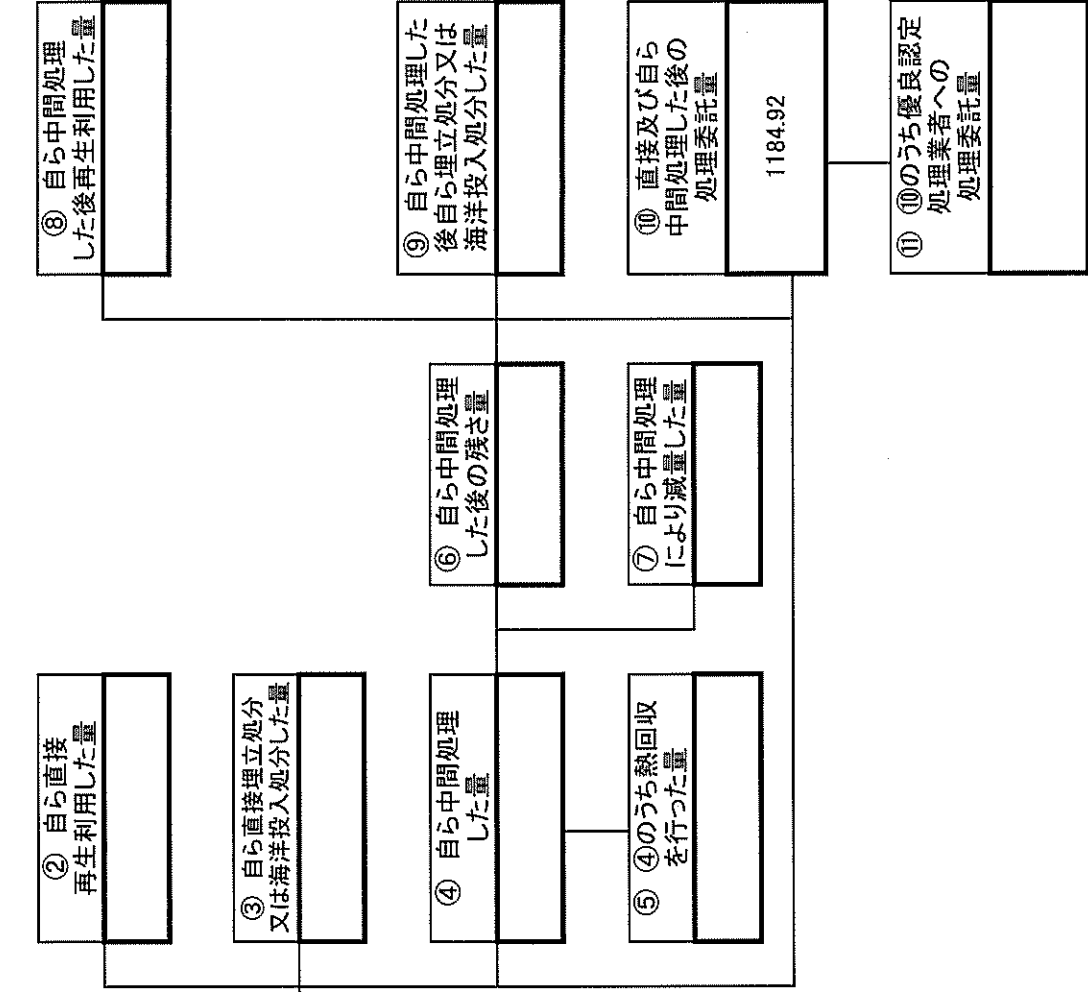 ② 自ら直接
再生利用した量
③ 自ら直接埋立処分
又は海洋投入処分した量
④ 自ら中間処理
した量
⑤ ④のうち熱回収
を行った量
⑥ 自ら中間処理
した後の残さ量
⑦ 自ら中間処理
により減量した量
⑧ 自ら中間処理
した後再生利用した量
⑨ 自ら中間処理した
後自ら埋立処分又は
海洋投入処分した量
⑩ 直接及び自ら
中間処理した後の
処理委託量
1184.92
⑪ ⑩のうち優良認定
処理業者への
処理委託量